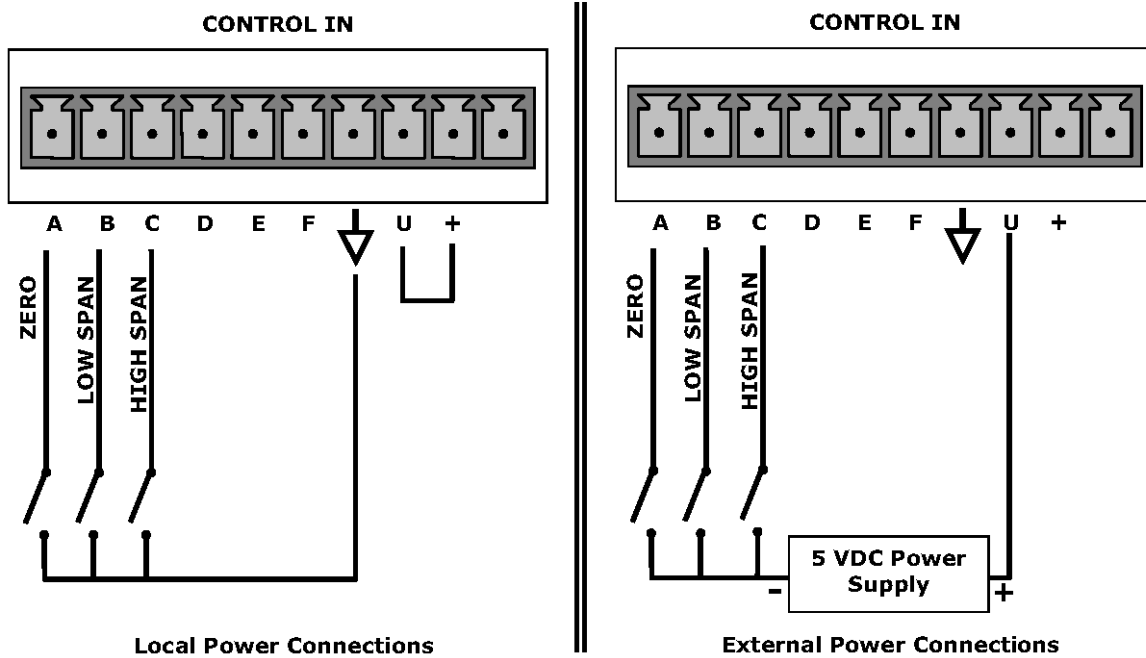 CONTROL IN
A B C D E F U +
ZERO
LOW SPAN
HIGH SPAN
Local Power Connections
CONTROL IN
A B C D E F U +
ZERO
LOW SPAN
HIGH SPAN
5 VDC Power
Supply
- +
External Power Connections